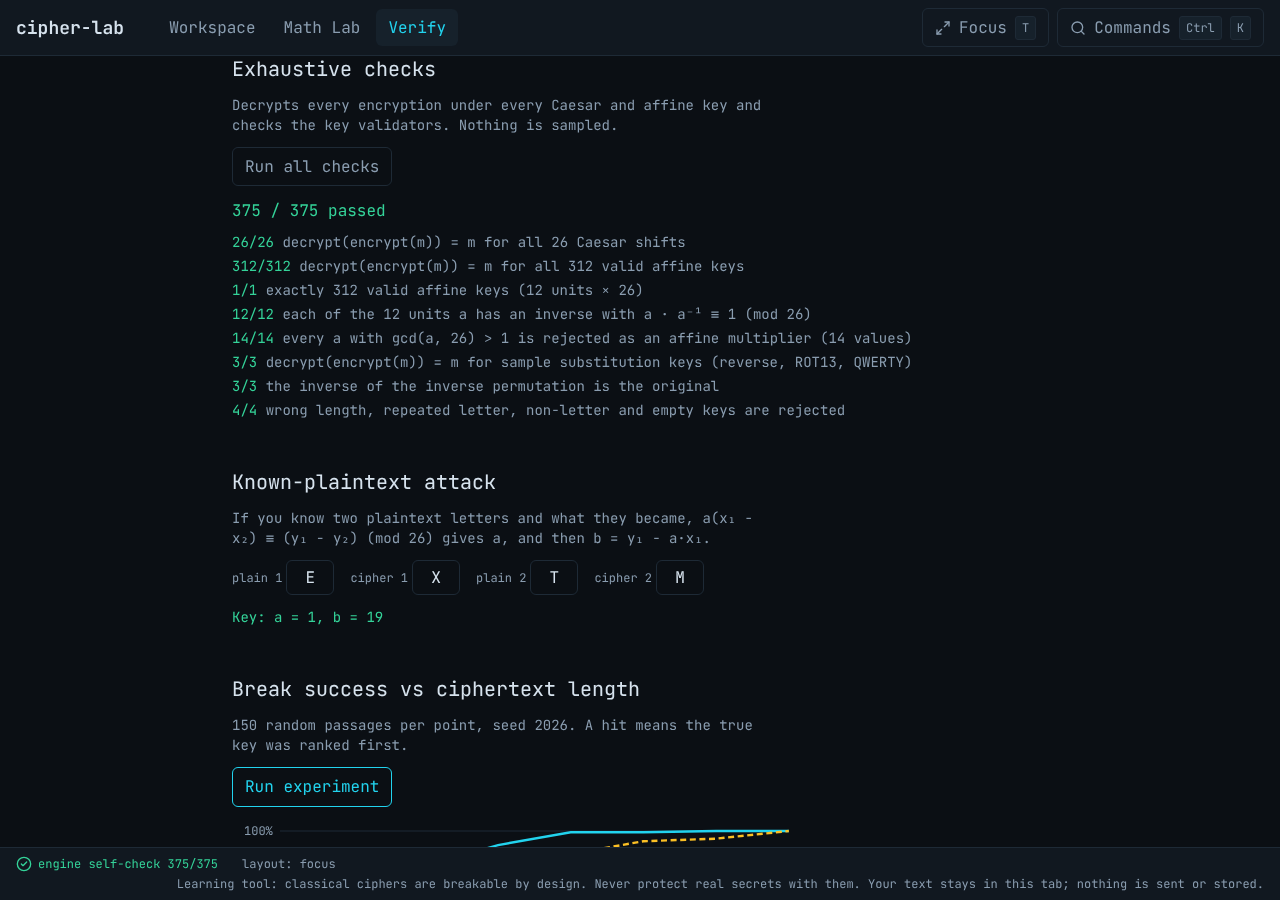 cipher-lab Workspace Math Lab Verify Focus T Commands Ctrl K
Exhaustive checks
Decrypts every encryption under every Caesar and affine key and
checks the key validators. Nothing is sampled.
Run all checks
375 / 375 passed
26/26 decrypt(encrypt(m)) = m for all 26 Caesar shifts
312/312 decrypt(encrypt(m)) = m for all 312 valid affine keys
1/1 exactly 312 valid affine keys (12 units × 26)
12/12 each of the 12 units a has an inverse with a · a⁻¹ ≡ 1 (mod 26)
14/14 every a with gcd(a, 26) > 1 is rejected as an affine multiplier (14 values)
3/3 decrypt(encrypt(m)) = m for sample substitution keys (reverse, ROT13, QWERTY)
3/3 the inverse of the inverse permutation is the original
4/4 wrong length, repeated letter, non-letter and empty keys are rejected
Known-plaintext attack
If you know two plaintext letters and what they became, a(x₁ -
x₂) ≡ (y₁ - y₂) (mod 26) gives a, and then b = y₁ - a·x₁.
plain 1 E cipher 1 X plain 2 T cipher 2 M
Key: a = 1, b = 19
Break success vs ciphertext length
150 random passages per point, seed 2026. A hit means the true
key was ranked first.
Run experiment
100%
engine self-check 375/375 layout: focus
Learning tool: classical ciphers are breakable by design. Never protect real secrets with them. Your text stays in this tab; nothing is sent or stored.